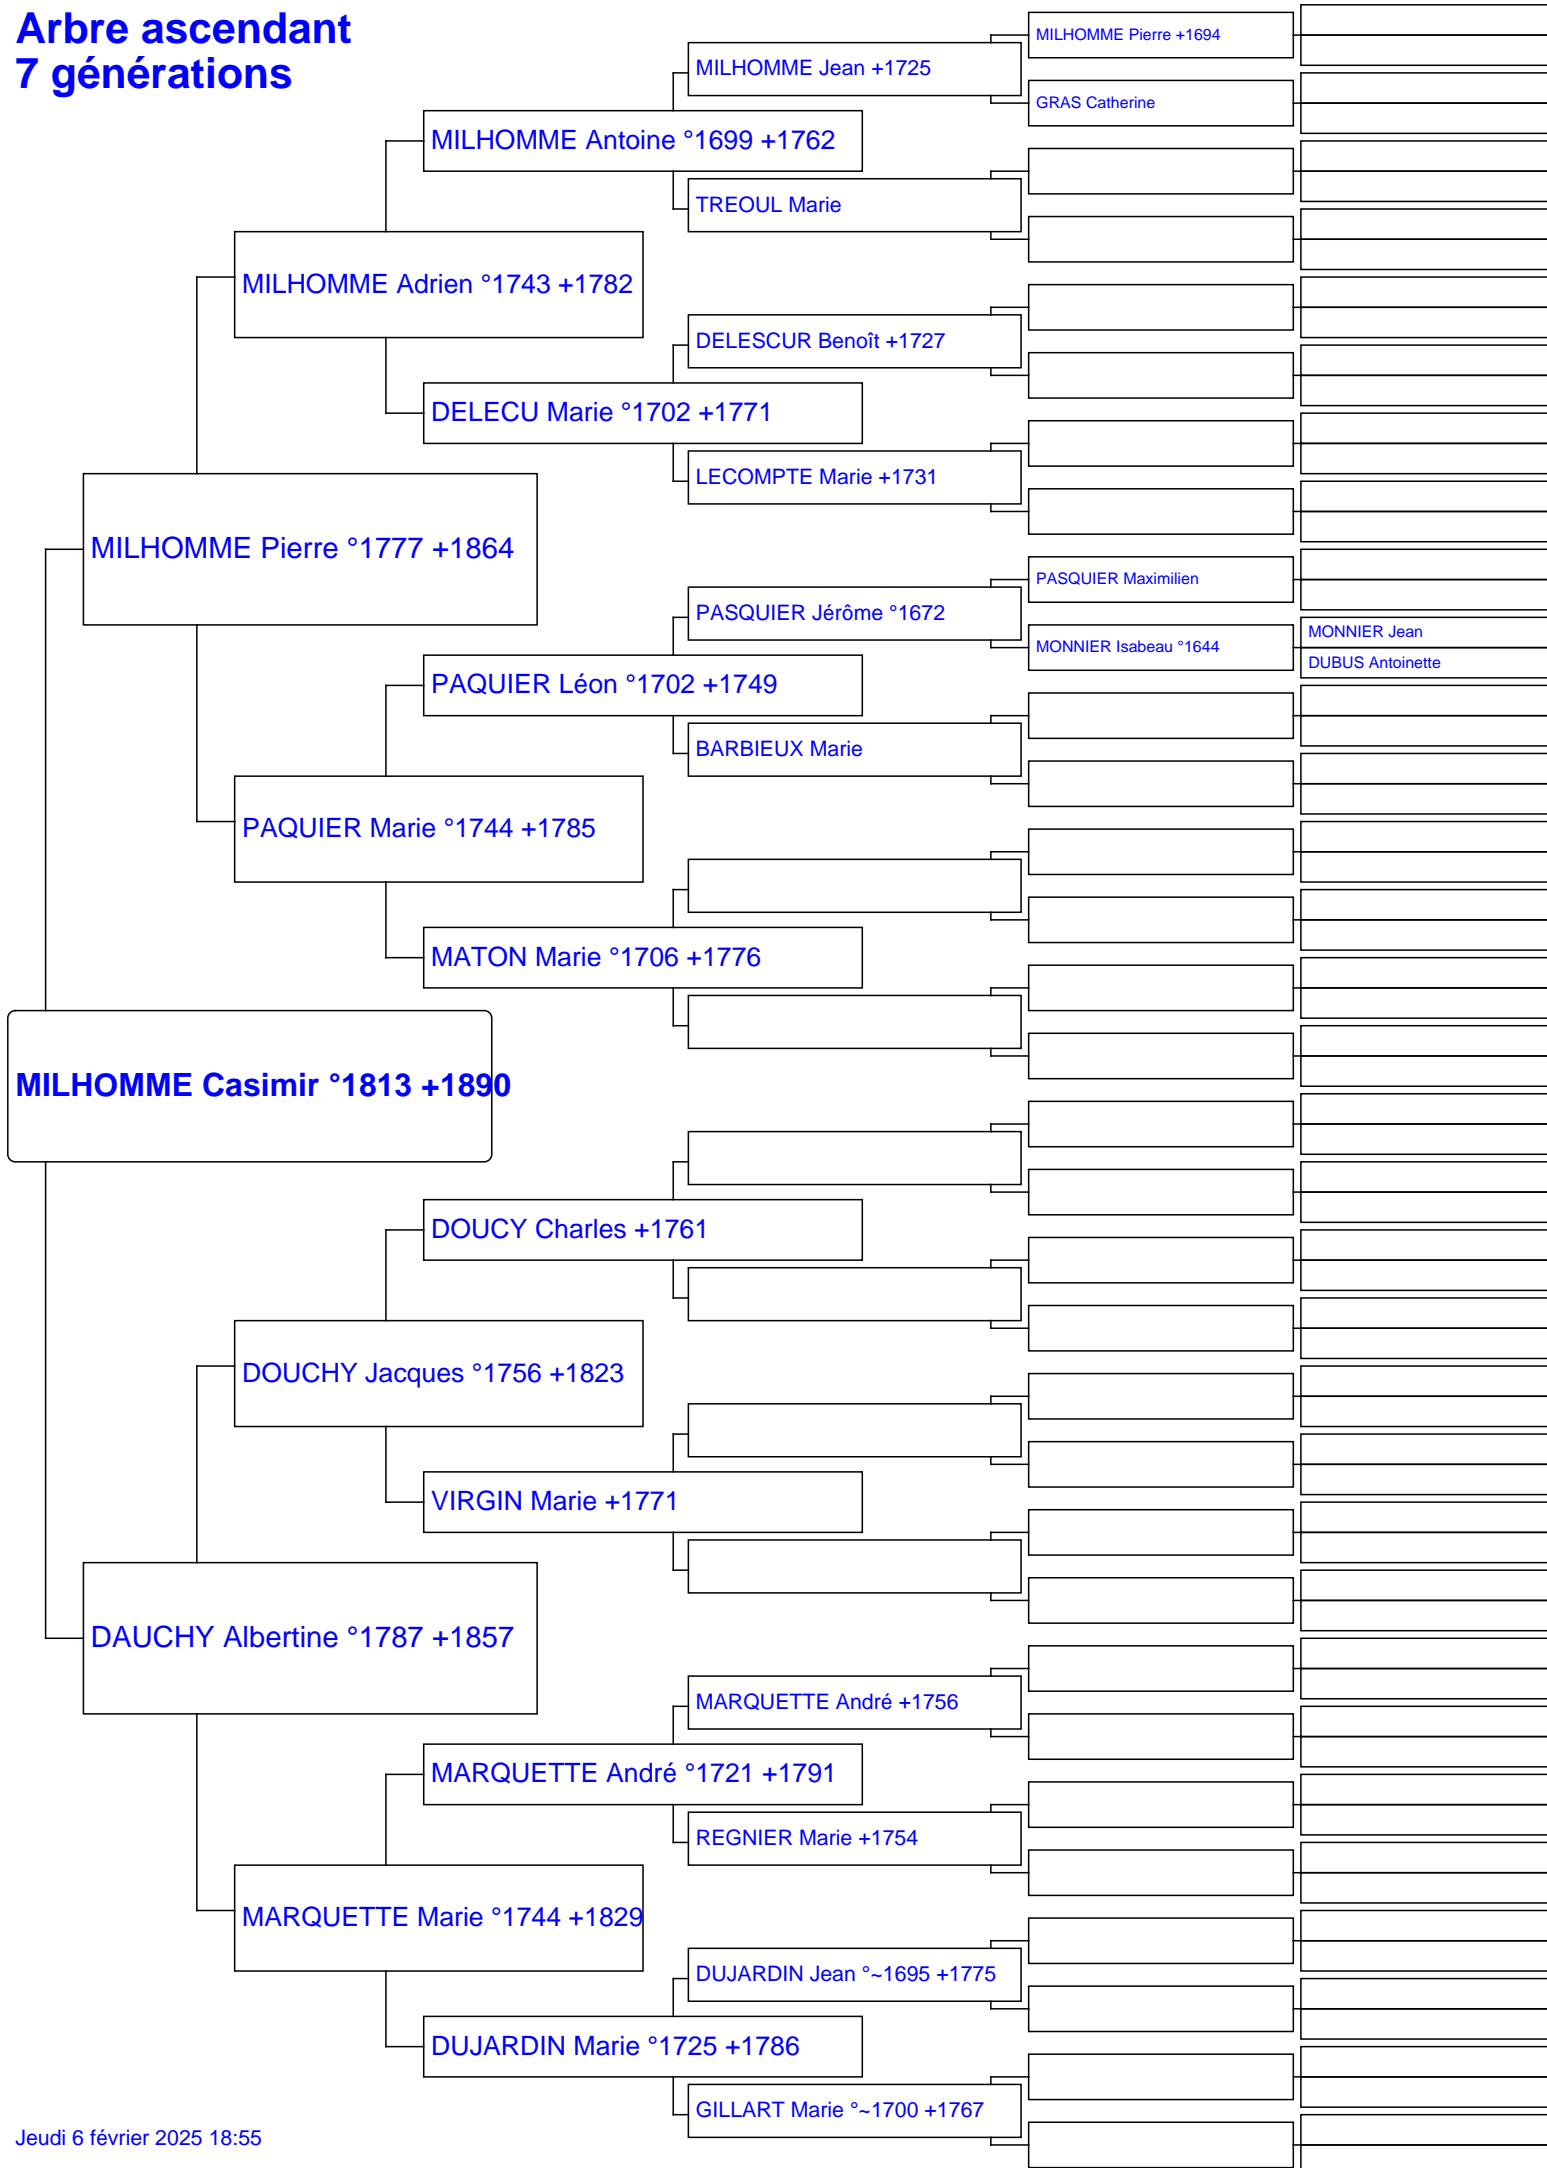 Arbre ascendant
7 générations
MILHOMME Pierre +1694
MILHOMME Jean +1725
GRAS Catherine
MILHOMME Antoine °1699 +1762
TREOUL Marie
MILHOMME Adrien °1743 +1782
DELESCUR Benoît +1727
DELECU Marie °1702 +1771
LECOMPTE Marie +1731
MILHOMME Pierre °1777 +1864
PASQUIER Maximilien
PASQUIER Jérôme °1672
MONNIER Jean
MONNIER Isabeau °1644
DUBUS Antoinette
PAQUIER Léon °1702 +1749
BARBIEUX Marie
PAQUIER Marie °1744 +1785
MATON Marie °1706 +1776
MILHOMME Casimir °1813 +1890
DOUCY Charles +1761
DOUCHY Jacques °1756 +1823
VIRGIN Marie +1771
DAUCHY Albertine °1787 +1857
MARQUETTE André +1756
MARQUETTE André °1721 +1791
REGNIER Marie +1754
MARQUETTE Marie °1744 +1829
DUJARDIN Jean °~1695 +1775
DUJARDIN Marie °1725 +1786
GILLART Marie °~1700 +1767
Jeudi 6 février 2025 18:55